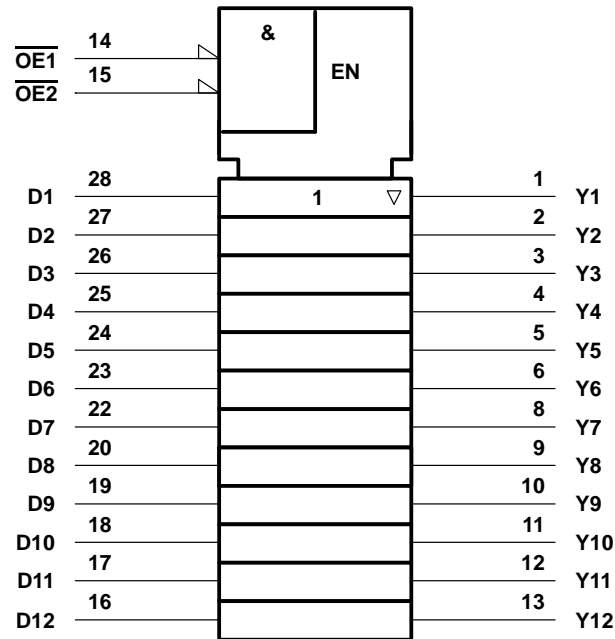 &
14
OE1
15
OE2
EN
28 1
D1 1 ▽ Y1
27 2
D2 Y2
26 3
D3 Y3
25 4
D4 Y4
24 5
D5 Y5
23 6
D6 Y6
22 8
D7 Y7
20 9
D8 Y8
19 10
D9 Y9
18 11
D10 Y10
17 12
D11 Y11
16 13
D12 Y12